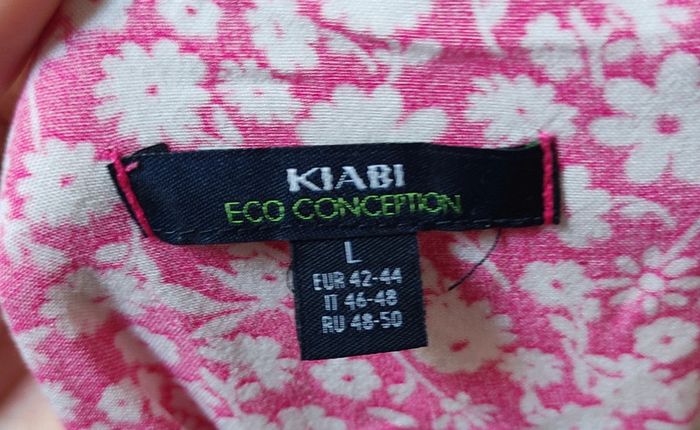 KIABI
ECO CONCEPTION
L
EUR 42-44
IT 46-48
RU 48-50